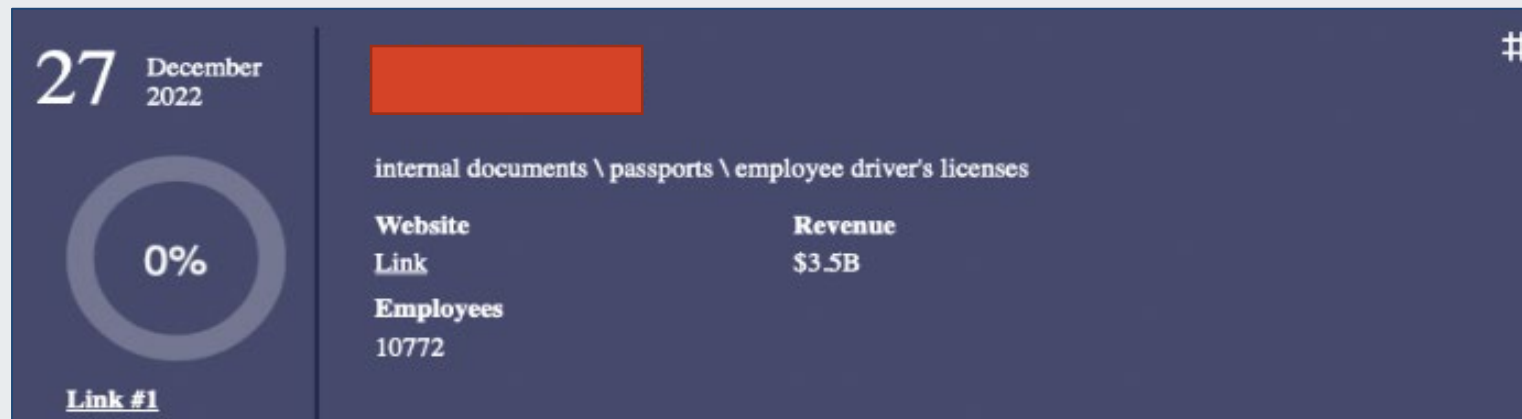 27 December
2022
#
internal documents \ passports \ employee driver's licenses
Website Revenue
Link $3.5B
Employees
10772
0%
Link #1